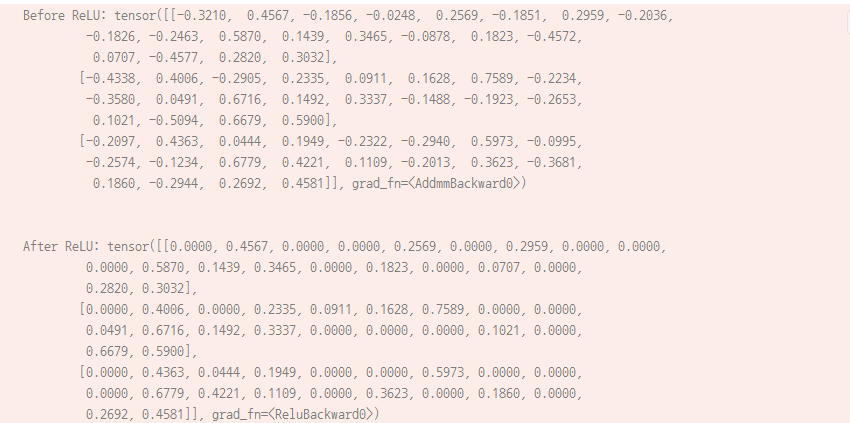 Before ReLU: tensor([[-0.3210,  0.4567, -0.1856, -0.0248,  0.2569, -0.1851,  0.2959, -0.2036,
-0.1826, -0.2463,  0.5870,  0.1439,  0.3465, -0.0878,  0.1823, -0.4572,
0.0707, -0.4577,  0.2820,  0.3032],
[-0.4338,  0.4006, -0.2905,  0.2335,  0.0911,  0.1628,  0.7589, -0.2234,
-0.3580,  0.0491,  0.6716,  0.1492,  0.3337, -0.1488, -0.1923, -0.2653,
0.1021, -0.5094,  0.6679,  0.5900],
[-0.2097,  0.4363,  0.0444,  0.1949, -0.2322, -0.2940,  0.5973, -0.0995,
-0.2574, -0.1234,  0.6779,  0.4221,  0.1109, -0.2013,  0.3623, -0.3681,
0.1860, -0.2944,  0.2692,  0.4581]], grad_fn=<AddmmBackward0>)
After ReLU: tensor([[0.0000, 0.4567, 0.0000, 0.0000, 0.2569, 0.0000, 0.2959, 0.0000, 0.0000,
0.0000, 0.5870, 0.1439, 0.3465, 0.0000, 0.1823, 0.0000, 0.0707, 0.0000,
0.2820, 0.3032],
[0.0000, 0.4006, 0.0000, 0.2335, 0.0911, 0.1628, 0.7589, 0.0000, 0.0000,
0.0491, 0.6716, 0.1492, 0.3337, 0.0000, 0.0000, 0.0000, 0.1021, 0.0000,
0.6679, 0.5900],
[0.0000, 0.4363, 0.0444, 0.1949, 0.0000, 0.0000, 0.5973, 0.0000, 0.0000,
0.0000, 0.6779, 0.4221, 0.1109, 0.0000, 0.3623, 0.0000, 0.1860, 0.0000,
0.2692, 0.4581]], grad_fn=<ReluBackward0>)